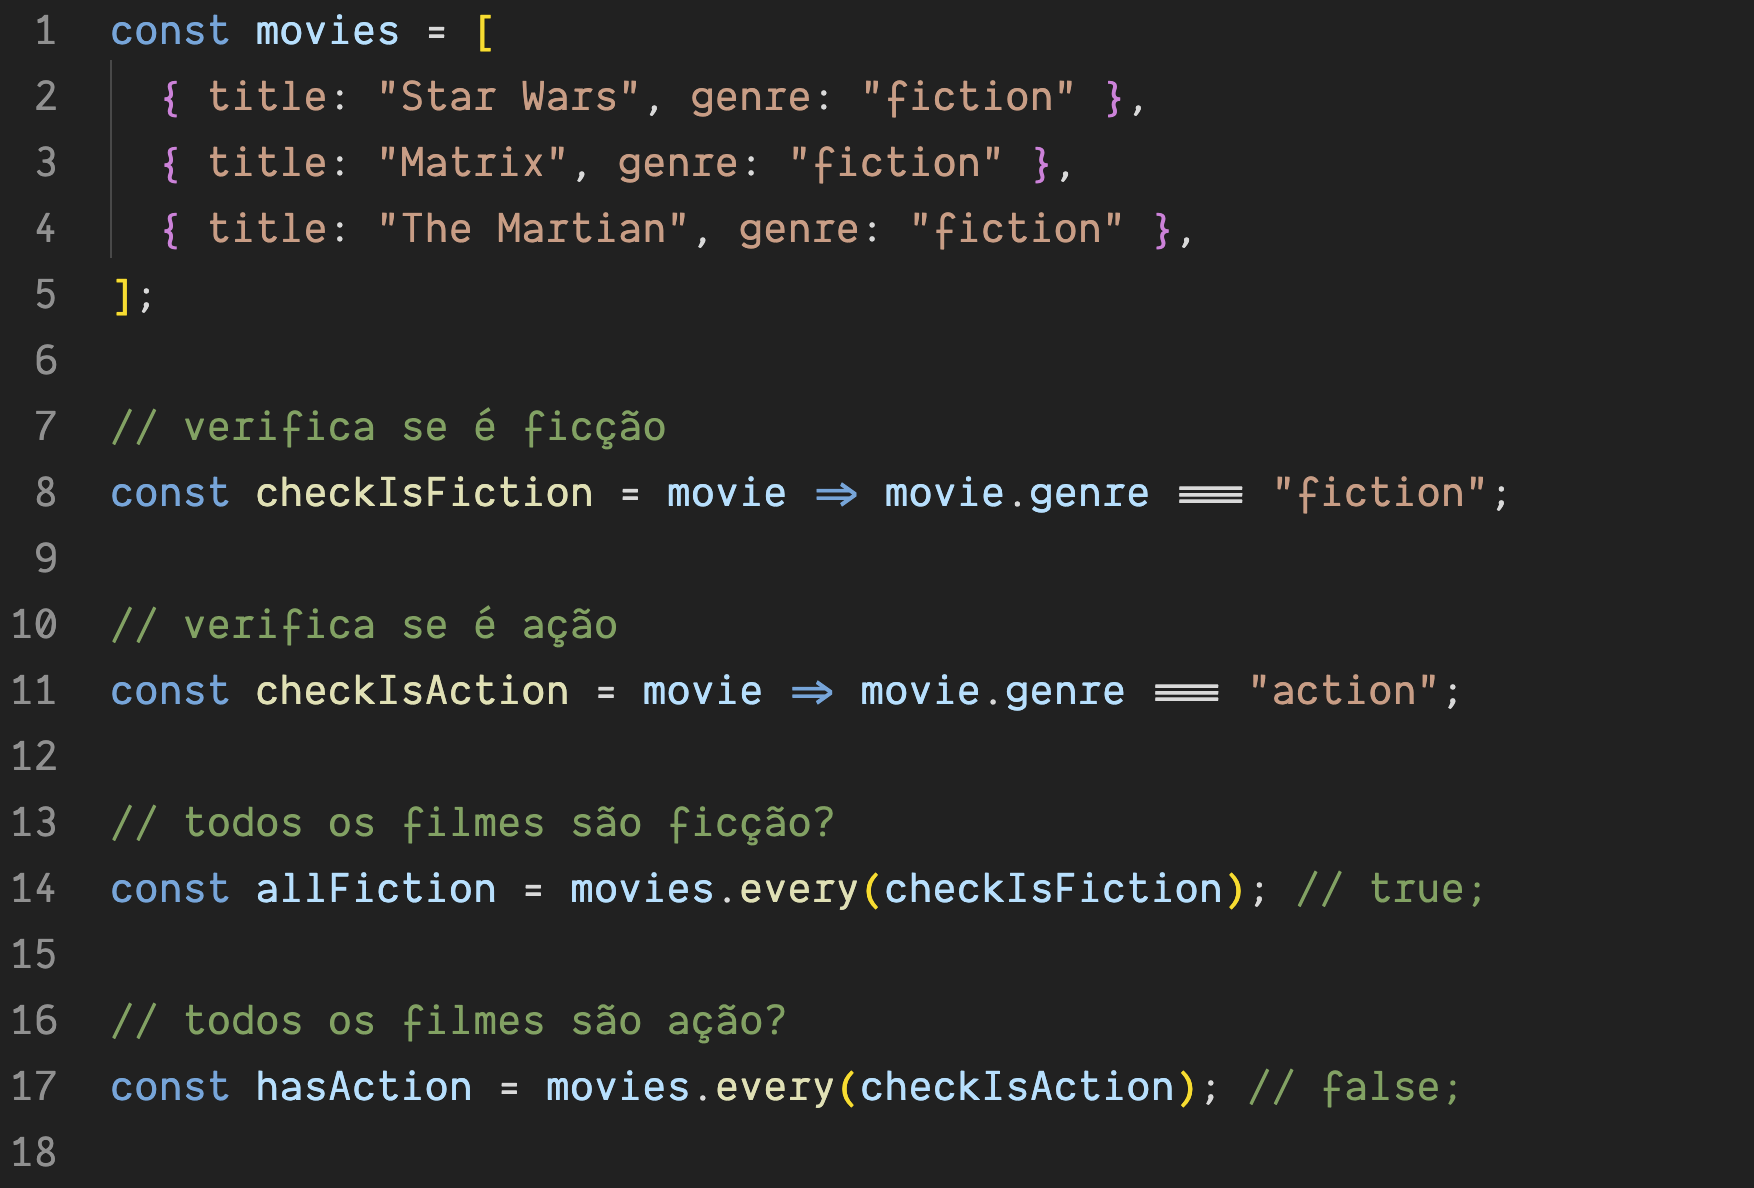 1 const movies = [
2 { title: "Star Wars", genre: "fiction" },
3 { title: "Matrix", genre: "fiction" },
4 { title: "The Martian", genre: "fiction" },
5 ];
6
7 // verifica se é ficção
8 const checkIsFiction = movie => movie.genre === "fiction";
9
10 // verifica se é ação
11 const checkIsAction = movie => movie.genre === "action";
12
13 // todos os filmes são ficção?
14 const allFiction = movies.every(checkIsFiction); // true;
15
16 // todos os filmes são ação?
17 const hasAction = movies.every(checkIsAction); // false;
18